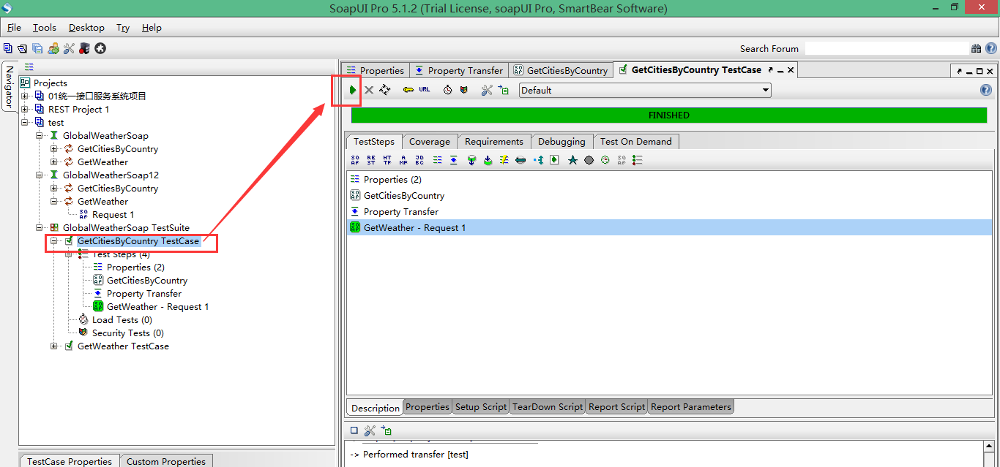 SoapUI Pro 5.1.2 (Trial License, soapUI Pro, SmartBear Software)
File Tools Desktop Try Help
Search Forum
Navigator
Projects
01统一接口服务系统项目
REST Project 1
test
GlobalWeatherSoap
GetCitiesByCountry
GetWeather
GlobalWeatherSoap12
GetCitiesByCountry
GetWeather
Request 1
GlobalWeatherSoap TestSuite
GetCitiesByCountry TestCase
Test Steps (4)
Properties (2)
GetCitiesByCountry
Property Transfer
GetWeather - Request 1
Load Tests (0)
Security Tests (0)
GetWeather TestCase
TestCase Properties Custom Properties
Properties Property Transfer GetCitiesByCountry GetCitiesByCountry TestCase
URL Default
FINISHED
TestSteps Coverage Requirements Debugging Test On Demand
Properties (2)
GetCitiesByCountry
Property Transfer
GetWeather - Request 1
Description Properties Setup Script TearDown Script Report Script Report Parameters
-> Performed transfer [test]